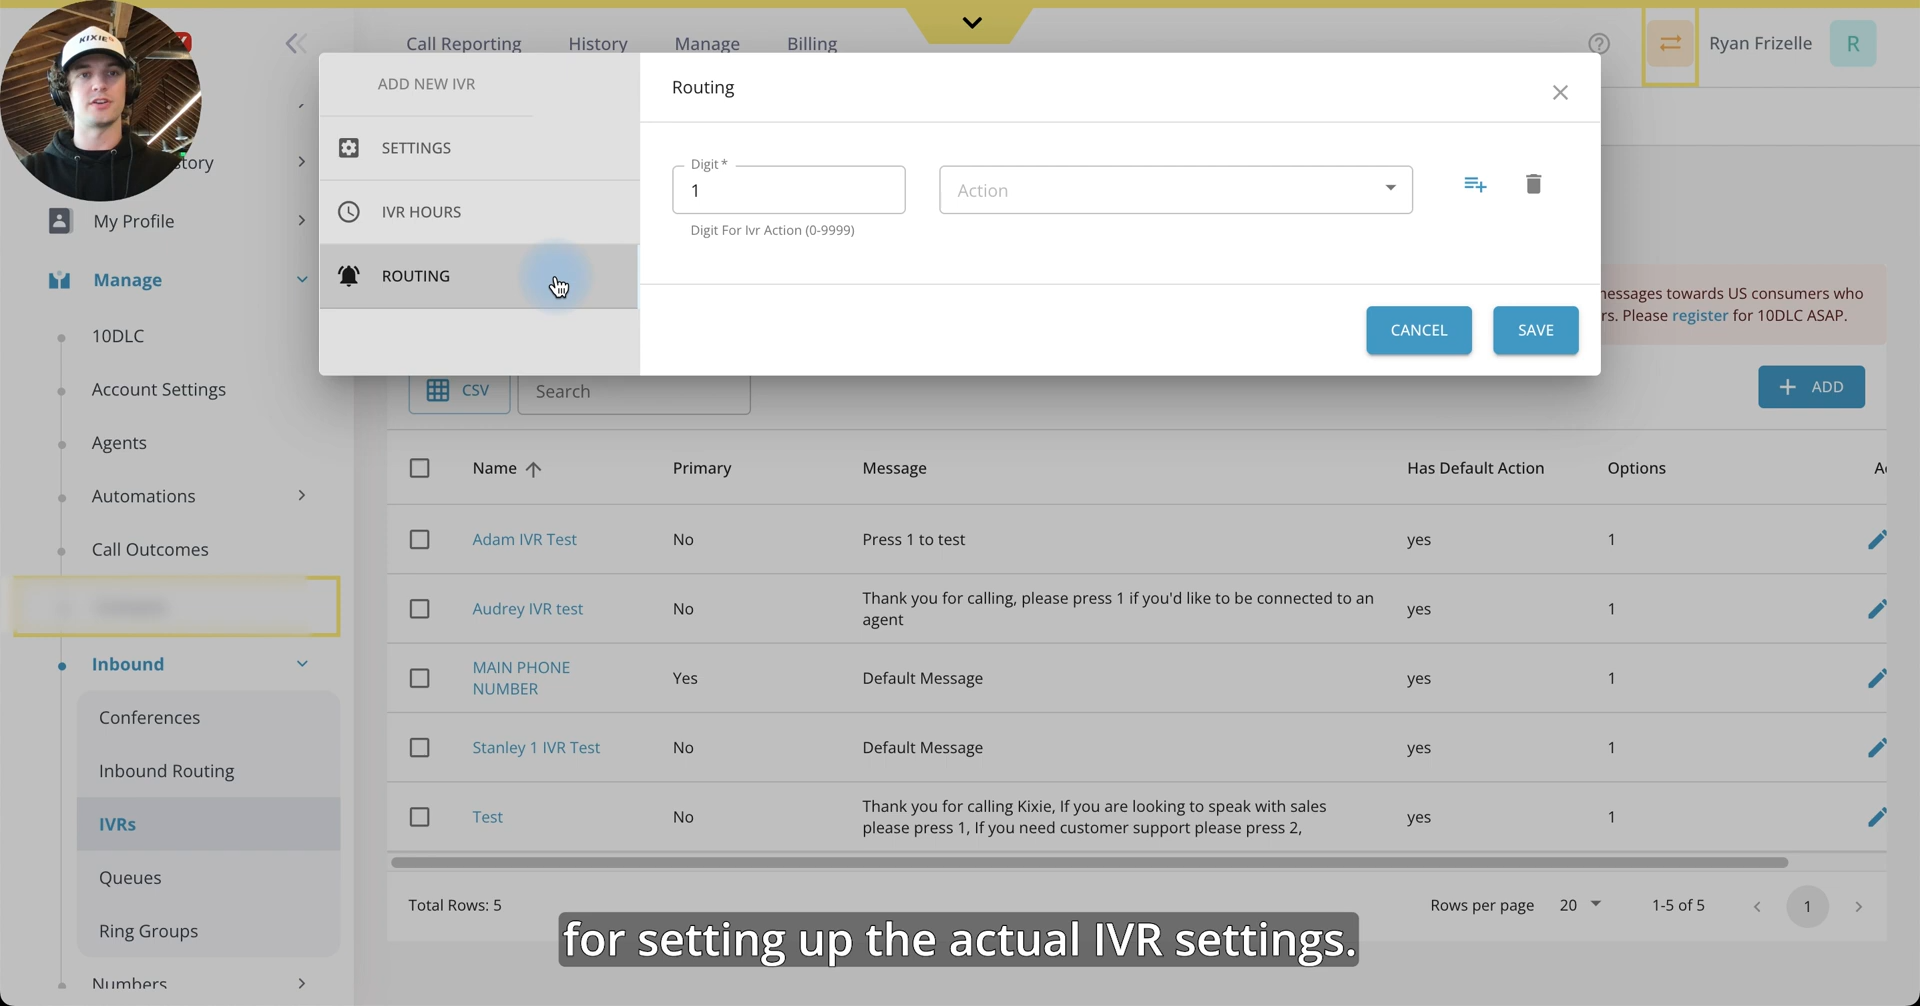 KIXIE
Call Reporting
History
Manage
Billing
Ryan Frizelle
R
ADD NEW IVR
SETTINGS
IVR HOURS
ROUTING
Routing
Digit *
1
Digit For Ivr Action (0-9999)
Action
CANCEL
SAVE
story
My Profile
Manage
10DLC
Account Settings
Agents
Automations
Call Outcomes
Inbound
Conferences
Inbound Routing
IVRs
Queues
Ring Groups
Numbers
messages towards US consumers who
rs. Please register for 10DLC ASAP.
CSV
Search
+ ADD
Name
Primary
Message
Has Default Action
Options
Adam IVR Test
No
Press 1 to test
yes
1
Audrey IVR test
No
Thank you for calling, please press 1 if you'd like to be connected to an
agent
yes
1
MAIN PHONE
NUMBER
Yes
Default Message
yes
1
Stanley 1 IVR Test
No
Default Message
yes
1
Test
No
Thank you for calling Kixie, If you are looking to speak with sales
please press 1, If you need customer support please press 2,
yes
1
Total Rows: 5
Rows per page
20
1-5 of 5
1
for setting up the actual IVR settings.